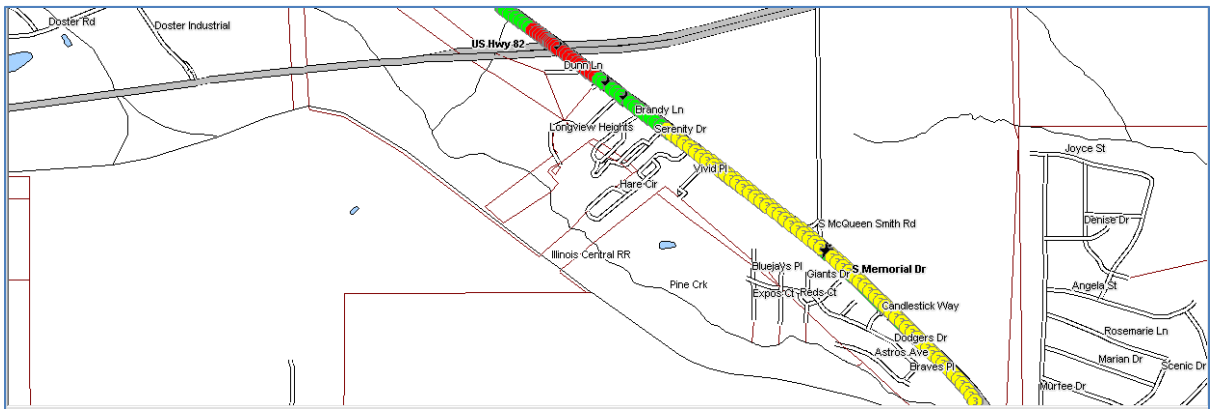 Doster Rd
Doster Industrial
US Hwy 82
Dunn Ln
Brandy Ln
Longview Heights
Serenity Dr
Joyce St
Vivid Pl
Hare Cir
S McQueen Smith Rd
Denise Dr
Illinois Central RR
Bluejays Pl
Giants Dr
S Memorial Dr
Pine Crk
Expos Ct
Reds Ct
Angela St
Candlestick Way
Rosemarie Ln
Dodgers Dr
Astros Ave
Marian Dr
Scenic Dr
Braves Pl
Murfee Dr